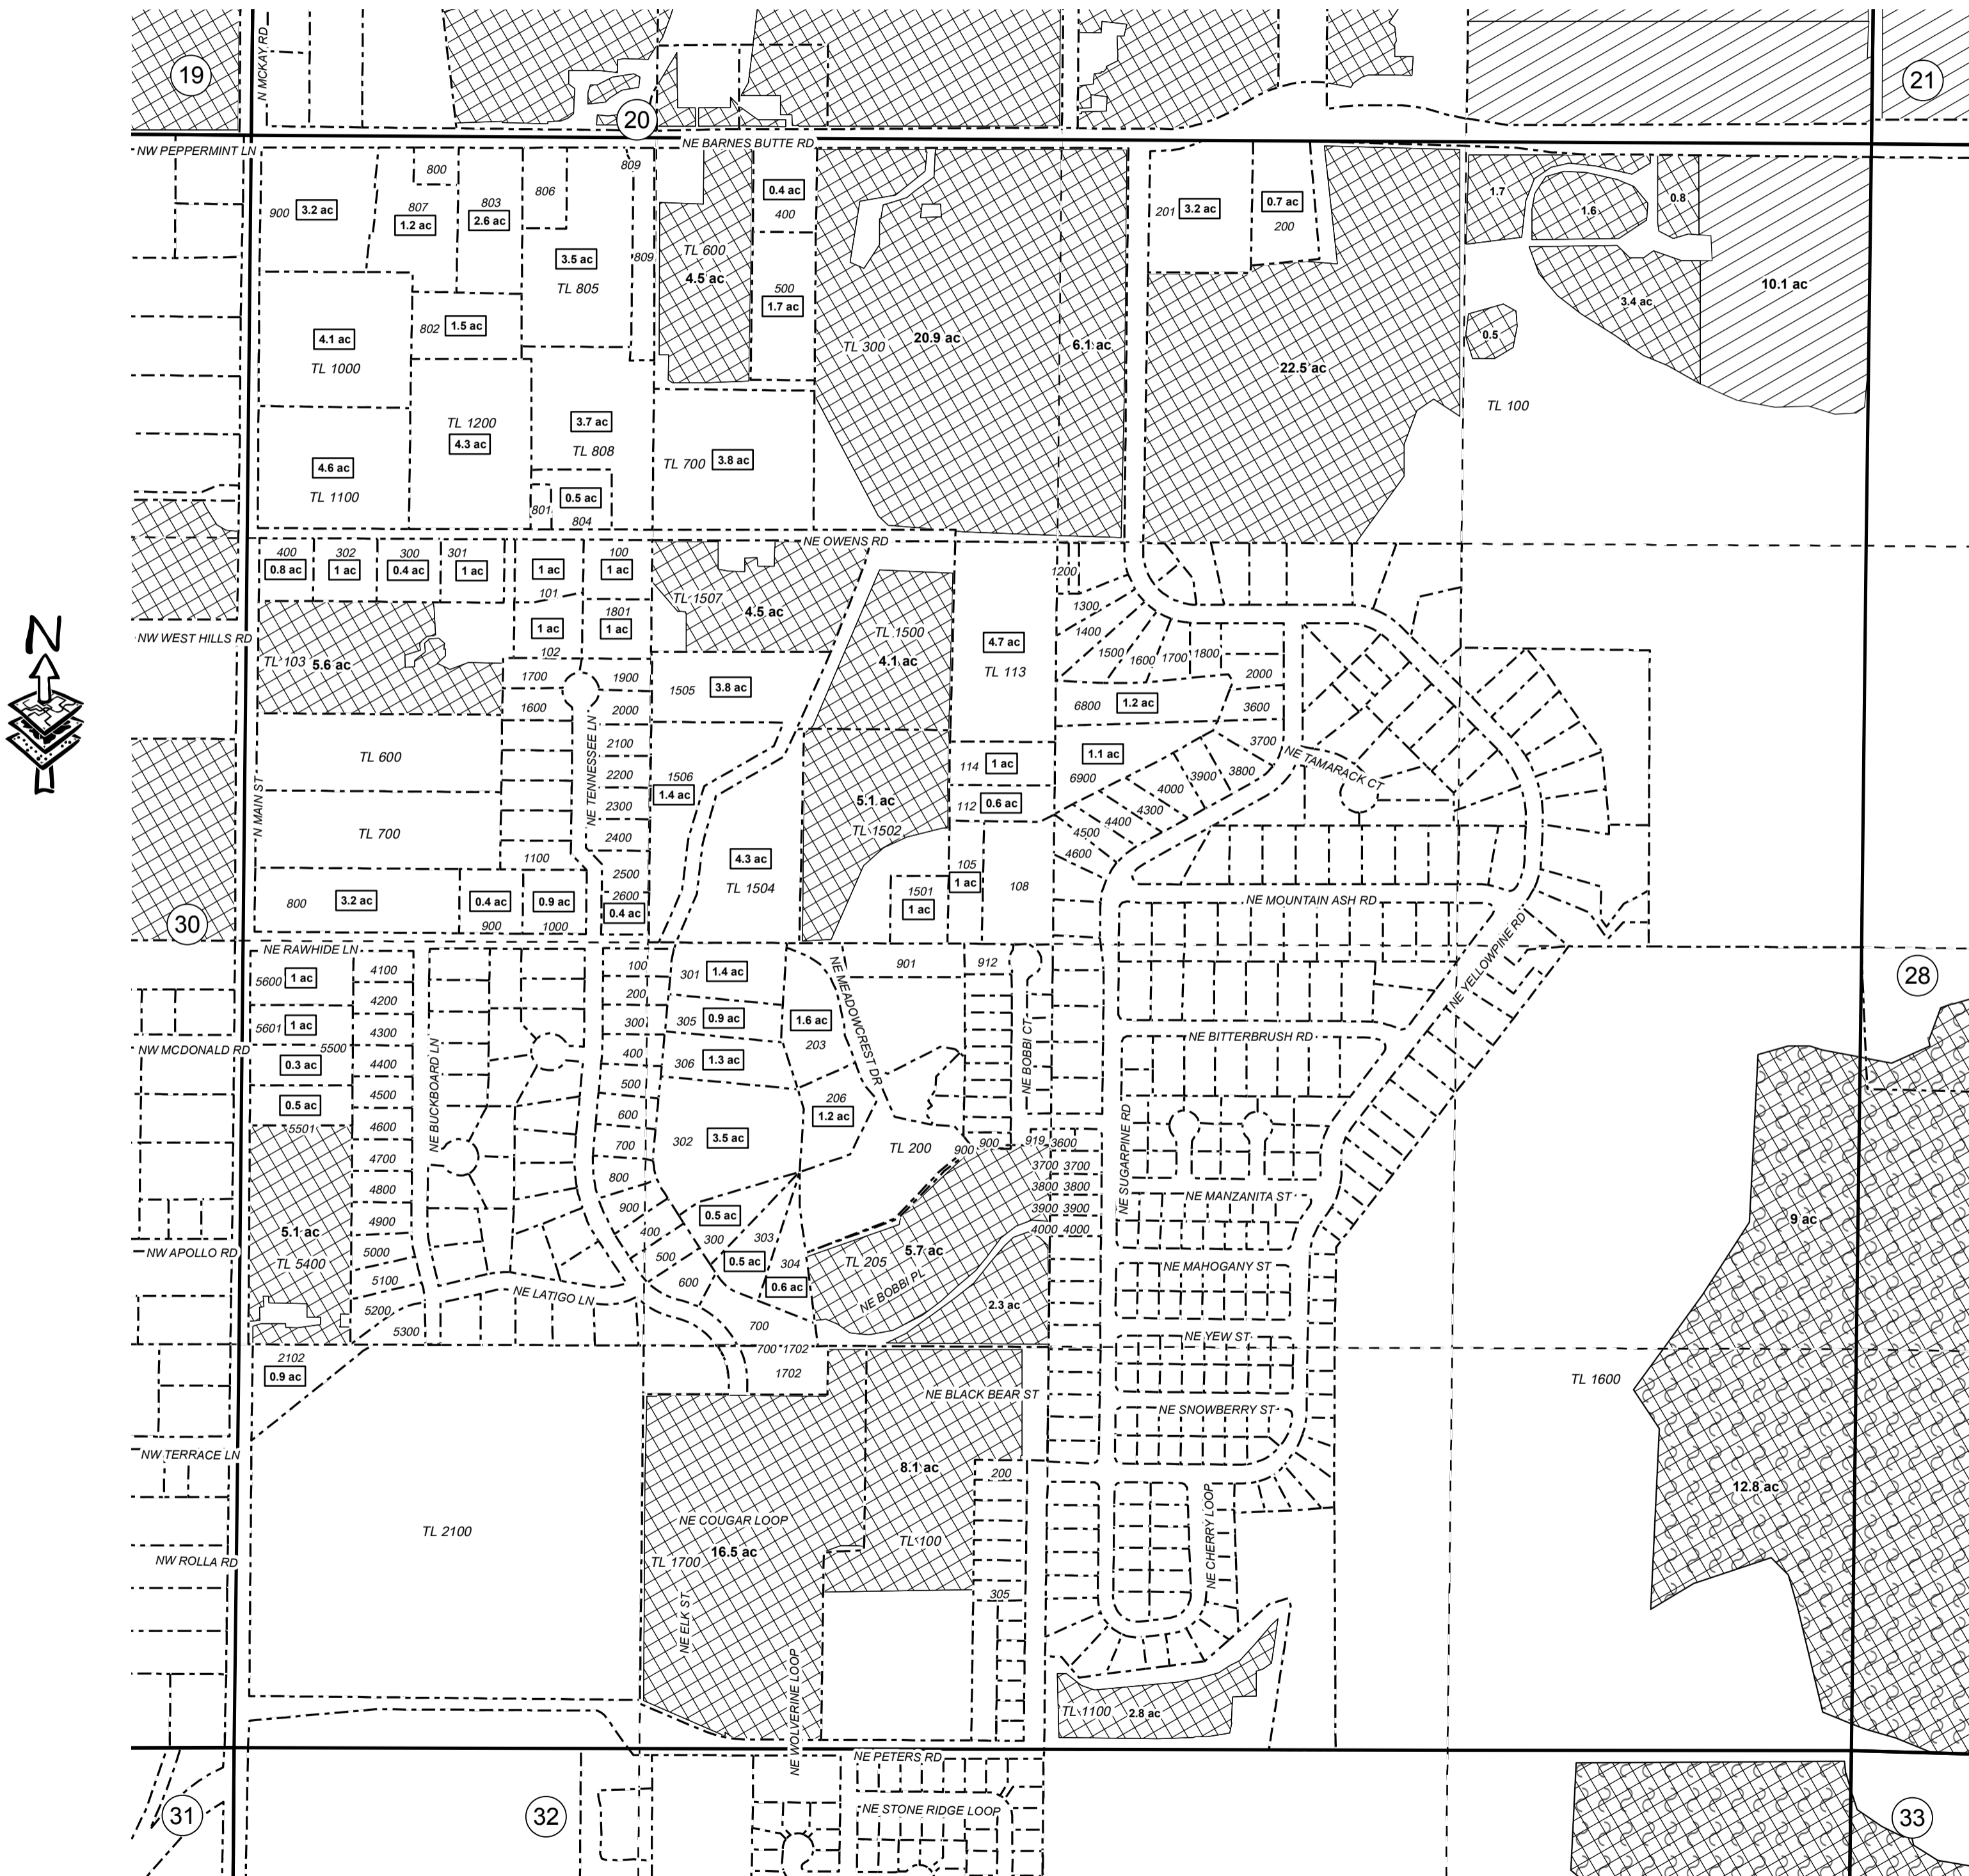 19
N MCKAY RD
20
21
NW PEPPERMINT LN
NE BARNES BUTTE RD
900
3.2 ac
800
807
1.2 ac
803
2.6 ac
806
809
3.5 ac
TL 805
809
TL 600
4.5 ac
0.4 ac
400
500
1.7 ac
TL 300
20.9 ac
6.1 ac
201
3.2 ac
0.7 ac
200
22.5 ac
1.7
1.6
0.8
3.4 ac
10.1 ac
0.5
TL 100
4.1 ac
TL 1000
802
1.5 ac
TL 1200
4.3 ac
3.7 ac
TL 808
TL 700
3.8 ac
4.6 ac
TL 1100
801
0.5 ac
804
NE OWENS RD
400
0.8 ac
302
1 ac
300
0.4 ac
301
1 ac
1 ac
101
100
1 ac
1801
1 ac
1 ac
102
TL 1507
4.5 ac
TL 1500
4.1 ac
4.7 ac
TL 113
1200
1300
1400
1500
1600
1700
1800
2000
6800
1.2 ac
3600
3700
N
NW WEST HILLS RD
TL 103
5.6 ac
1700
1600
1900
2000
2100
2200
2300
2400
2500
2600
0.4 ac
NE TENNESSEE LN
1505
3.8 ac
1506
1.4 ac
TL 600
TL 700
N MAIN ST
1100
800
3.2 ac
0.4 ac
900
0.9 ac
1000
30
4.3 ac
TL 1504
5.1 ac
TL 1502
114
1 ac
112
0.6 ac
105
1 ac
1501
1 ac
108
1.1 ac
6900
3800
3900
4000
4300
4400
4500
4600
NE TAMARACK CT
NE MOUNTAIN ASH RD
NE YELLOWPINE RD
NE RAWHIDE LN
5600
1 ac
5601
1 ac
NW MCDONALD RD
5500
0.3 ac
0.5 ac
5501
4100
4200
4300
4400
4500
4600
4700
4800
4900
5000
5100
5200
5300
NE BUCKBOARD LN
5.1 ac
TL 5400
NW APOLLO RD
100
200
300
400
500
600
700
800
900
301
1.4 ac
305
0.9 ac
306
1.3 ac
302
3.5 ac
1.6 ac
203
NE MEADOWCREST DR
206
1.2 ac
901
912
NE BOBBI CT
28
NE BITTERBRUSH RD
NE SUGARPINE RD
TL 200
900
900
919
3600
3700
3700
3800
3800
3900
3900
4000
4000
NE MANZANITA ST
9 ac
0.5 ac
300
303
0.5 ac
304
0.6 ac
400
500
600
700
TL 205
5.7 ac
NE BOBBI PL
2.3 ac
NE MAHOGANY ST
NE LATIGO LN
NE YEW ST
700
1702
1702
2102
0.9 ac
NE BLACK BEAR ST
TL 1600
NE SNOWBERRY ST
NW TERRACE LN
8.1 ac
200
12.8 ac
TL 2100
NE COUGAR LOOP
16.5 ac
TL 1700
TL 100
NE CHERRY LOOP
NW ROLLA RD
305
NE ELK ST
NE WOLVERINE LOOP
TL 1100
2.8 ac
NE PETERS RD
NE STONE RIDGE LOOP
31
32
33